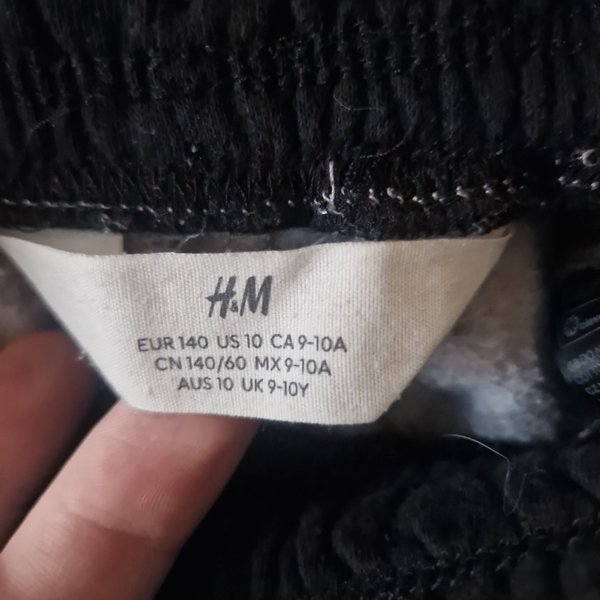 H&M
EUR 140 US 10 CA 9-10A
CN 140/60 MX 9-10A
AUS 10 UK 9-10Y